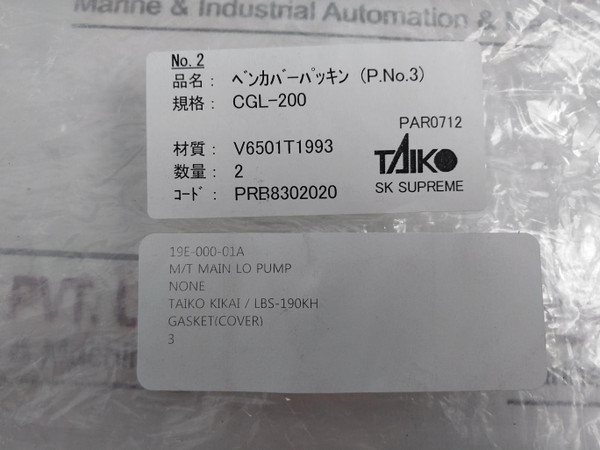 Marine & Industrial Automation &
No. 2
品名： ﾍﾞﾝｶﾊﾞｰﾊﾟｯｷﾝ (P.No.3)
規格： CGL-200
PAR0712
材質： V6501T1993
数量： 2
ｺｰﾄﾞ： PRB8302020
TAIKO
SK SUPREME
19E-000-01A
M/T MAIN LO PUMP
NONE
TAIKO KIKAI / LBS-190KH
GASKET(COVER)
3
PVT.